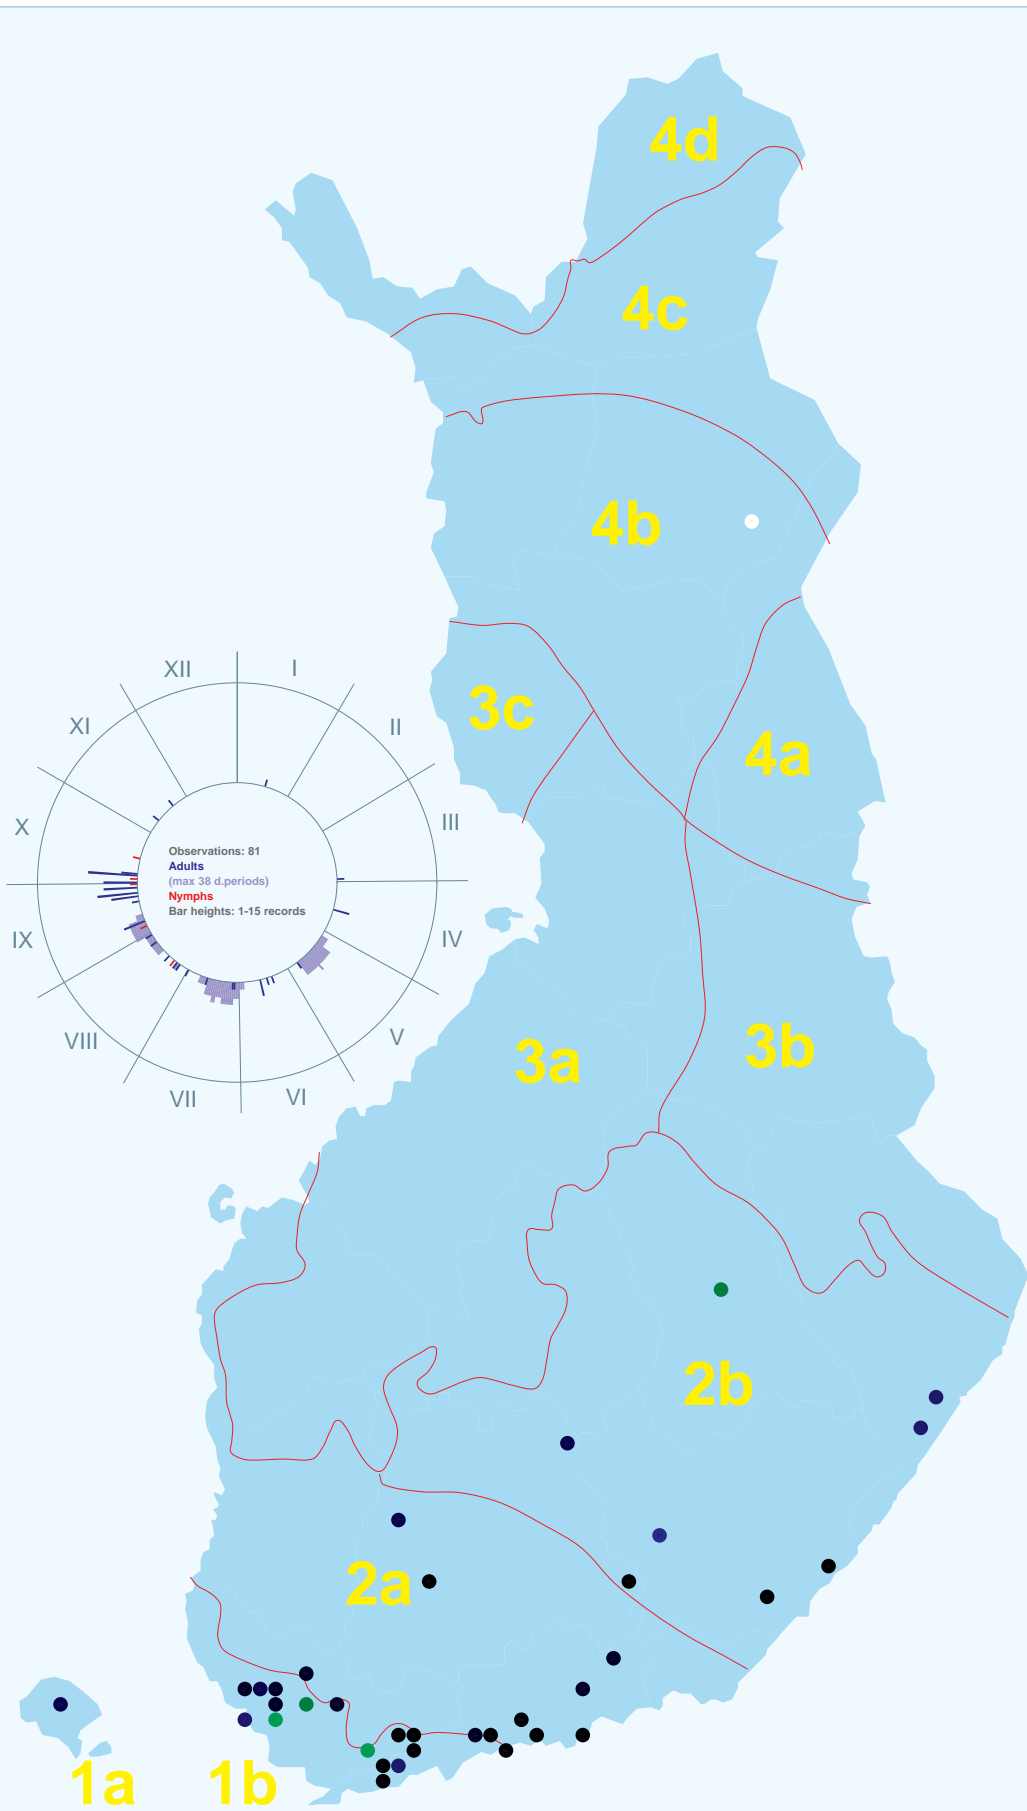 4d
4c
4b
3c
4a
XII
I
XI
II
X
III
Observations: 81
Adults
(max 38 d.periods)
Nymphs
Bar heights: 1-15 records
IX
IV
VIII
V
VII
VI
3a
3b
2b
2a
1a
1b